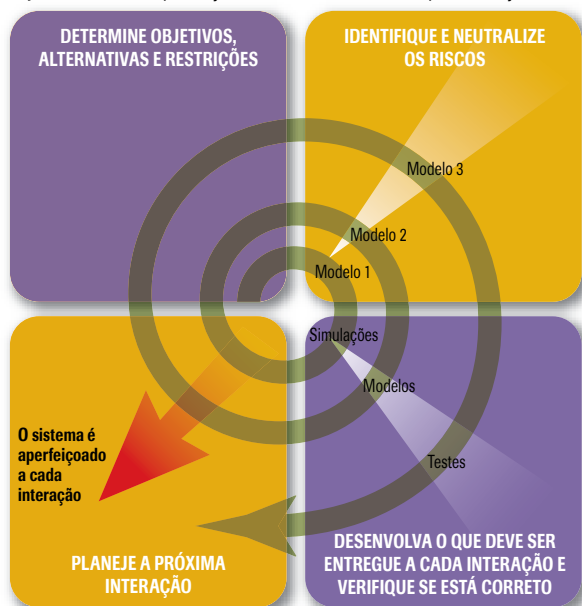 DETERMINE OBJETIVOS,
ALTERNATIVAS E RESTRIÇÕES
IDENTIFIQUE E NEUTRALIZE
OS RISCOS
Modelo 3
Modelo 2
Modelo 1
Simulações
Modelos
Testes
O sistema é
aperfeiçoado
a cada
interação
PLANEJE A PRÓXIMA
INTERAÇÃO
DESENVOLVA O QUE DEVE SER
ENTREGUE A CADA INTERAÇÃO E
VERIFIQUE SE ESTÁ CORRETO